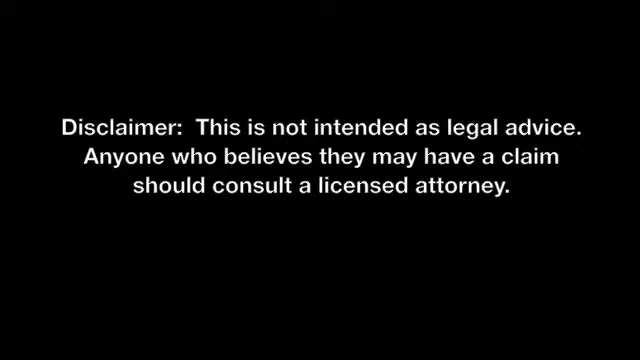 Disclaimer:  This is not intended as legal advice.
Anyone who believes they may have a claim
should consult a licensed attorney.